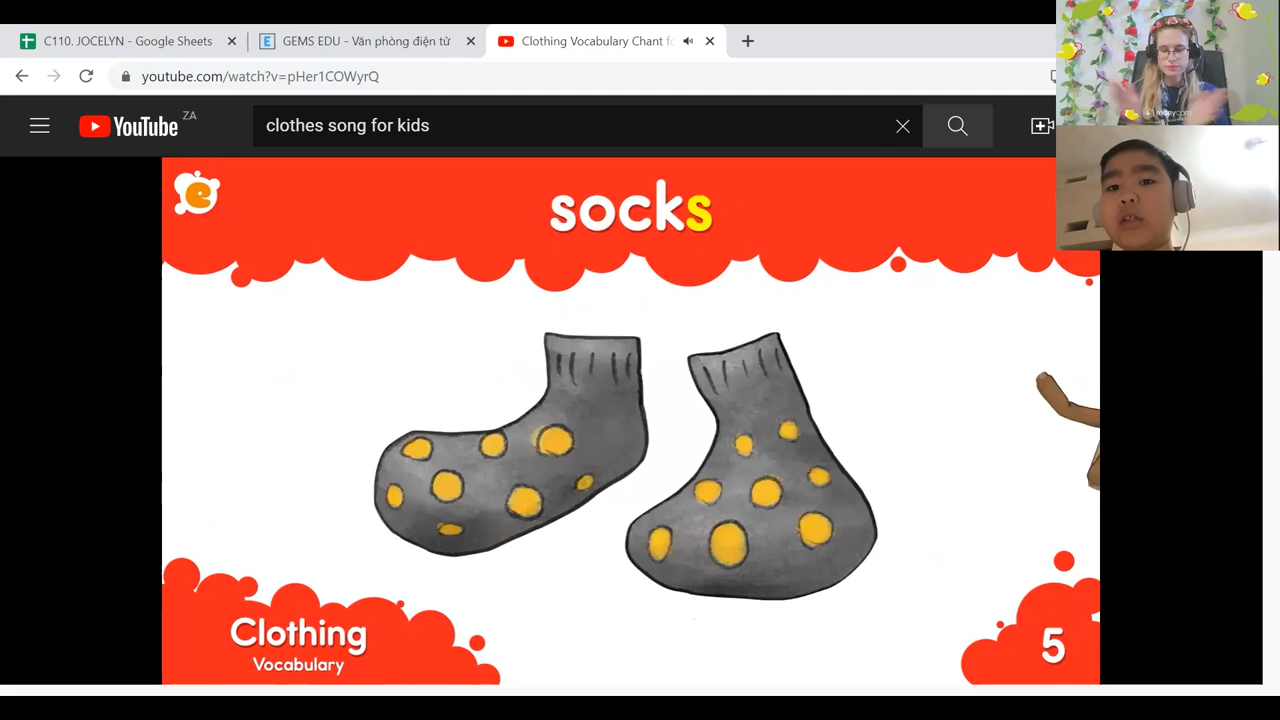 C110. JOCELYN - Google Sheets
GEMS EDU - Văn phòng điện tử
Clothing Vocabulary Chant fo
youtube.com/watch?v=pHer1COWyrQ
YouTube ZA
clothes song for kids
socks
Clothing
Vocabulary
5